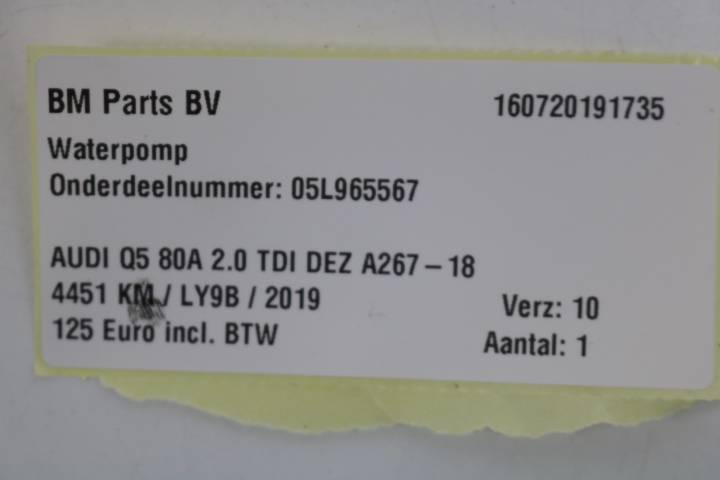 BM Parts BV 160720191735
Waterpomp
Onderdeelnummer: 05L965567
AUDI Q5 80A 2.0 TDI DEZ A267-18
4451 KM / LY9B / 2019 Verz: 10
125 Euro incl. BTW Aantal: 1